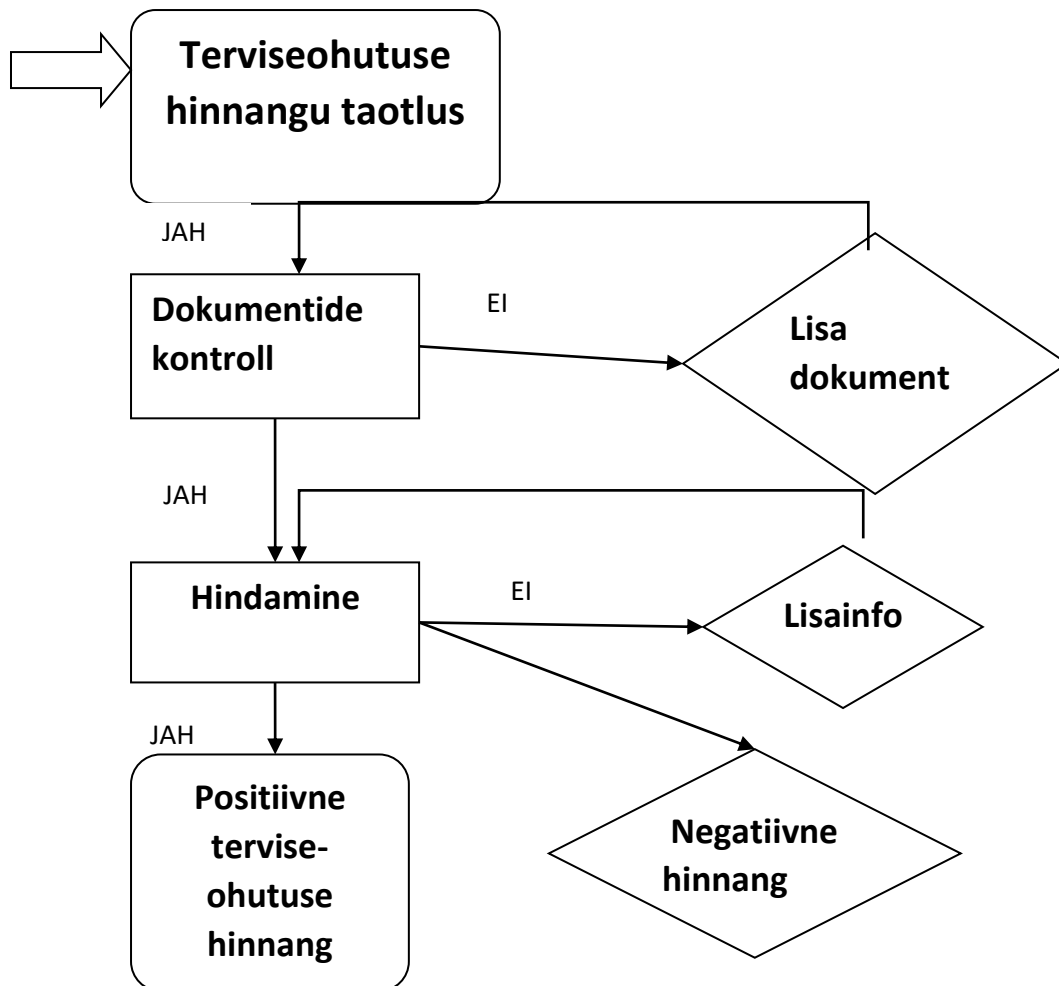 Terviseohutuse
hinnangu taotlus
JAH
Dokumentide
kontroll
EI
Lisa
dokument
JAH
Hindamine
EI
Lisainfo
JAH
Positiivne
tervise-
ohutuse
hinnang
Negatiivne
hinnang